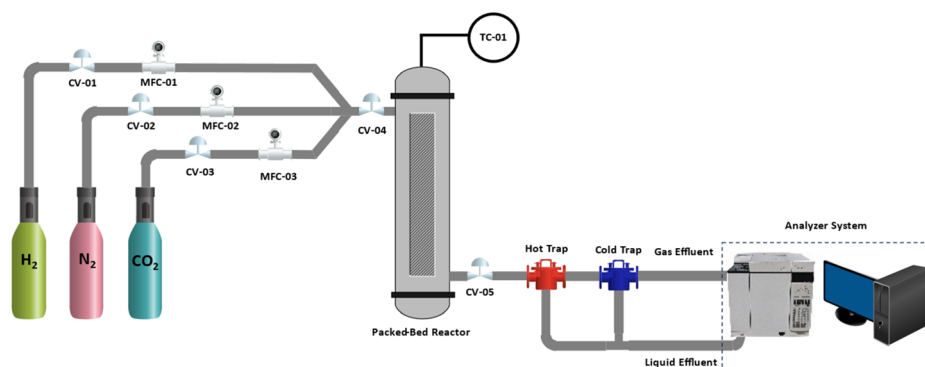 TC-01
CV-01
MFC-01
CV-02
MFC-02
CV-04
CV-03
MFC-03
H2
N2
CO2
Analyzer System
Hot Trap
Cold Trap
Gas Effluent
CV-05
Packed-Bed Reactor
Liquid Effluent